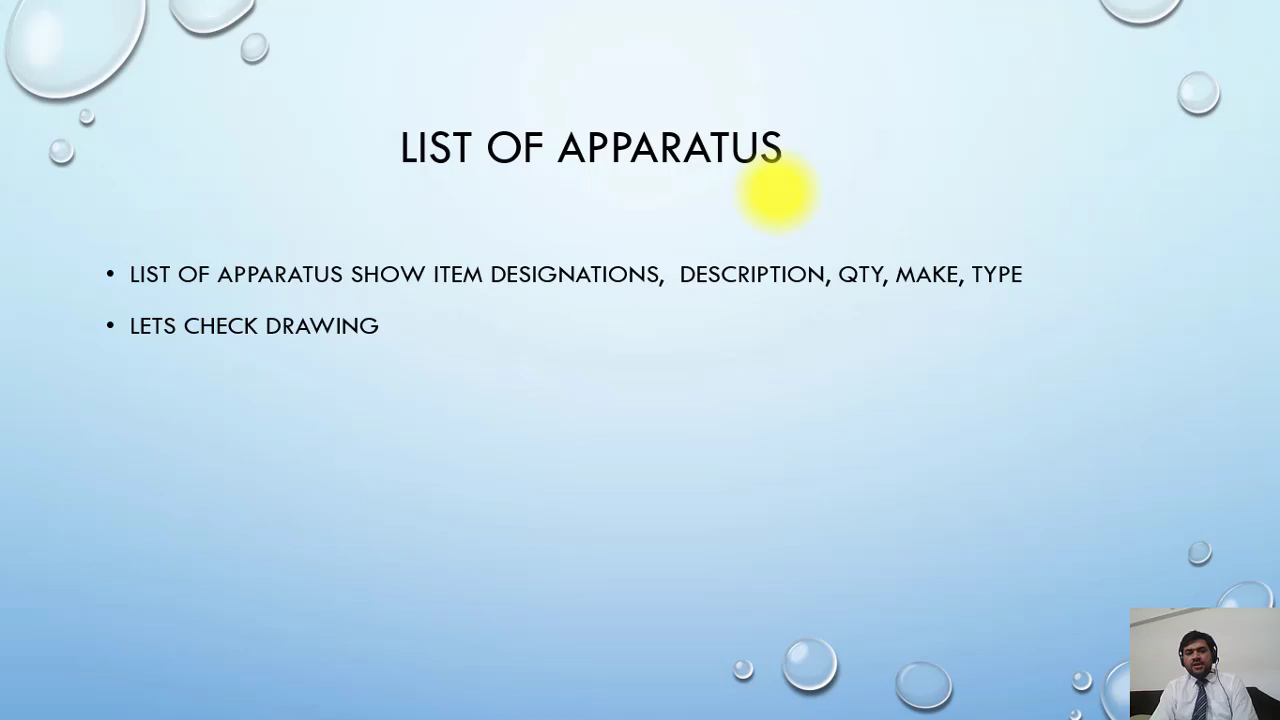 LIST OF APPARATUS
• LIST OF APPARATUS SHOW ITEM DESIGNATIONS,  DESCRIPTION, QTY, MAKE, TYPE
• LETS CHECK DRAWING